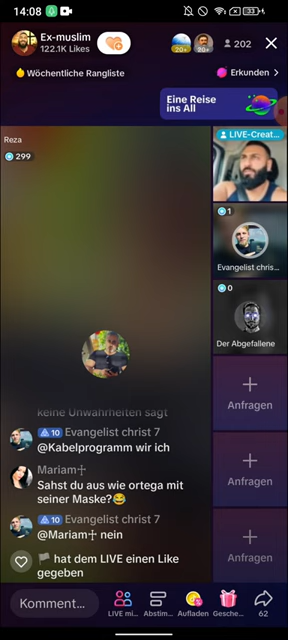 14:08
31
Ex-muslim
122.1K Likes
20+
20+
202
Wöchentliche Rangliste
Erkunden >
Eine Reise
ins All
Reza
299
LIVE-Creat...
1
Evangelist chris...
0
Der Abgefallene
Anfragen
Anfragen
Anfragen
keine Unwahrheiten sagt
10 Evangelist christ 7
@Kabelprogramm wir ich
Mariam☥
Sahst du aus wie ortega mit
seiner Maske?😂
10 Evangelist christ 7
@Mariam☥ nein
hat dem LIVE einen Like
gegeben
Komment...
LIVE mi...
Abstim...
Aufladen
Gesche...
62